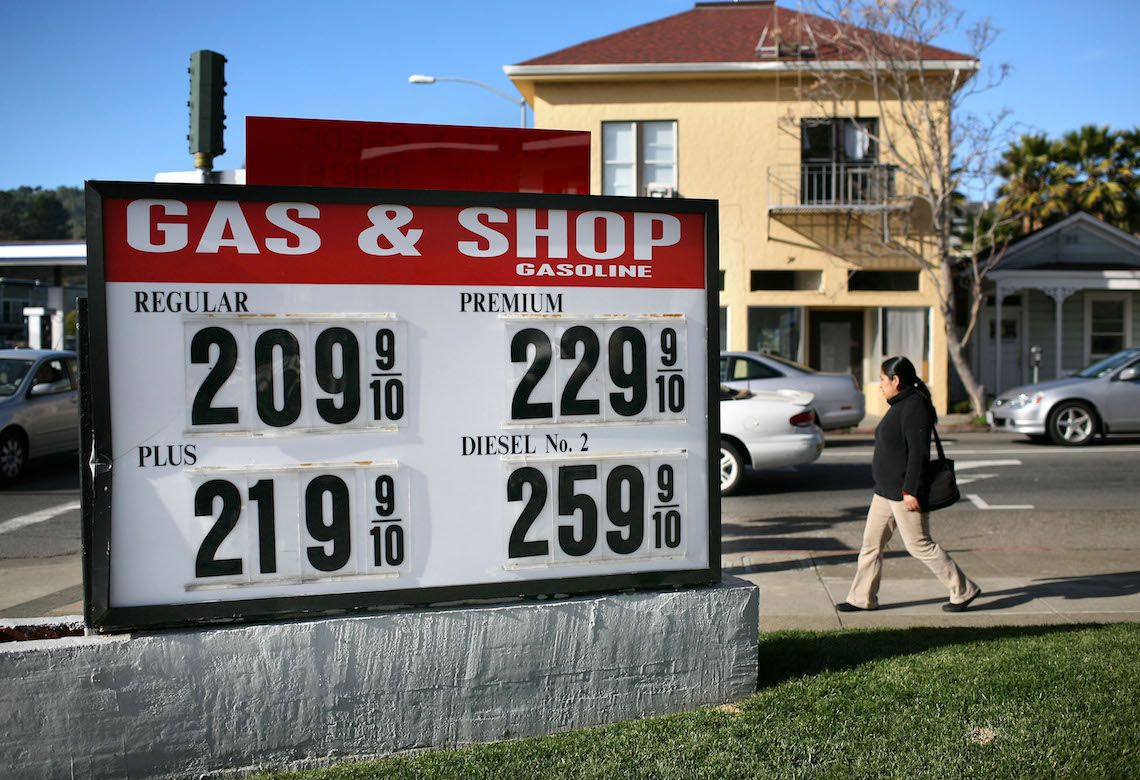 GAS & SHOP
GASOLINE
REGULAR
209 9/10
PREMIUM
229 9/10
PLUS
219 9/10
DIESEL No. 2
259 9/10